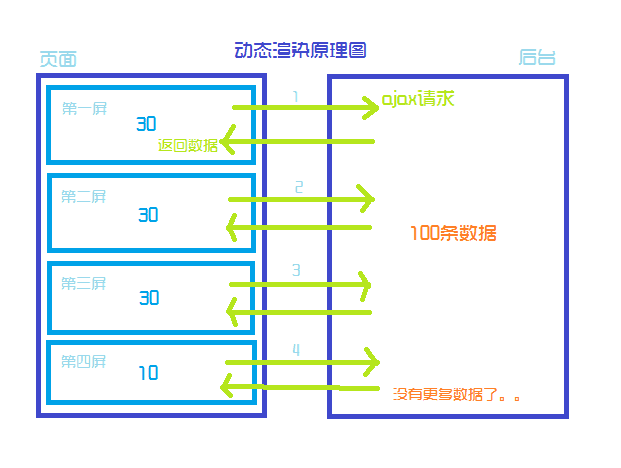 动态渲染原理图
页面
后台
第一屏
30
返回数据
1
ajax请求
第二屏
30
2
100条数据
第三屏
30
3
第四屏
10
4
没有更多数据了。。